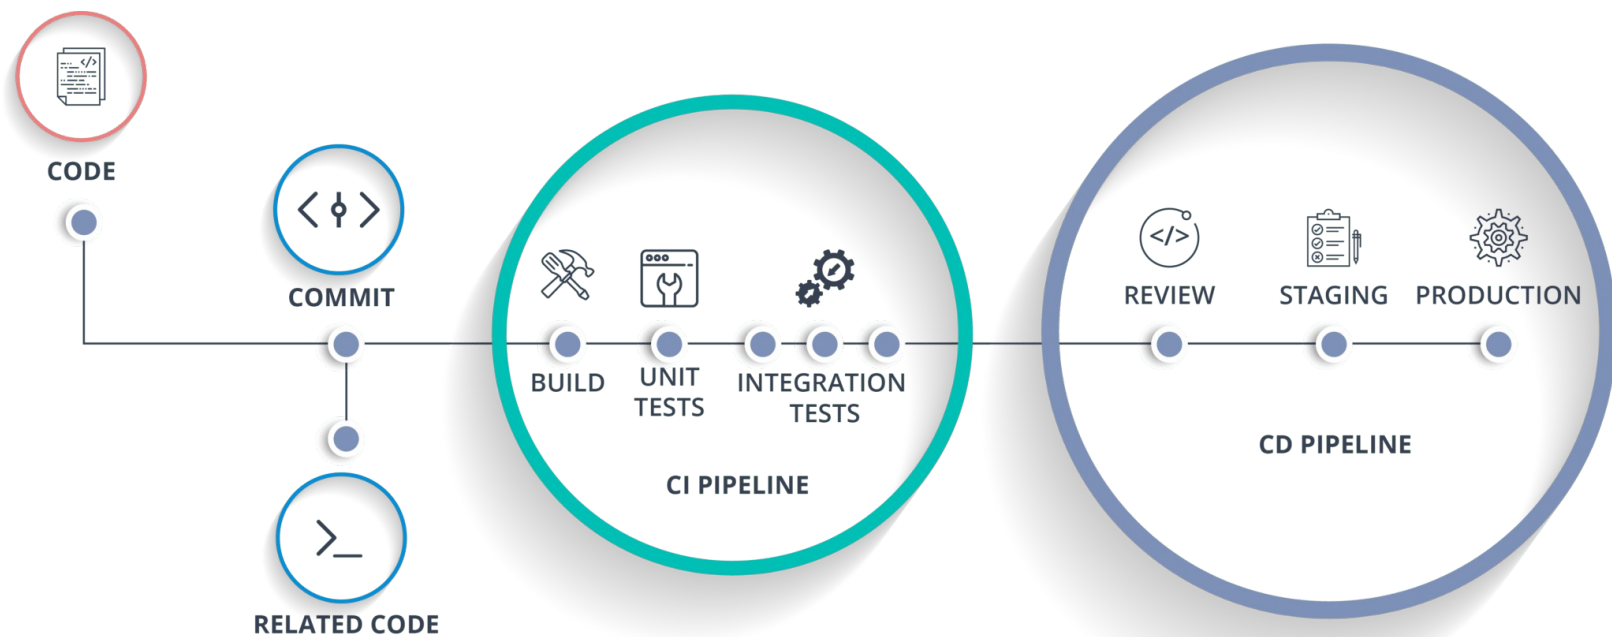 CODE
COMMIT
RELATED CODE
BUILD
UNIT
TESTS
INTEGRATION
TESTS
CI PIPELINE
REVIEW
STAGING
PRODUCTION
CD PIPELINE